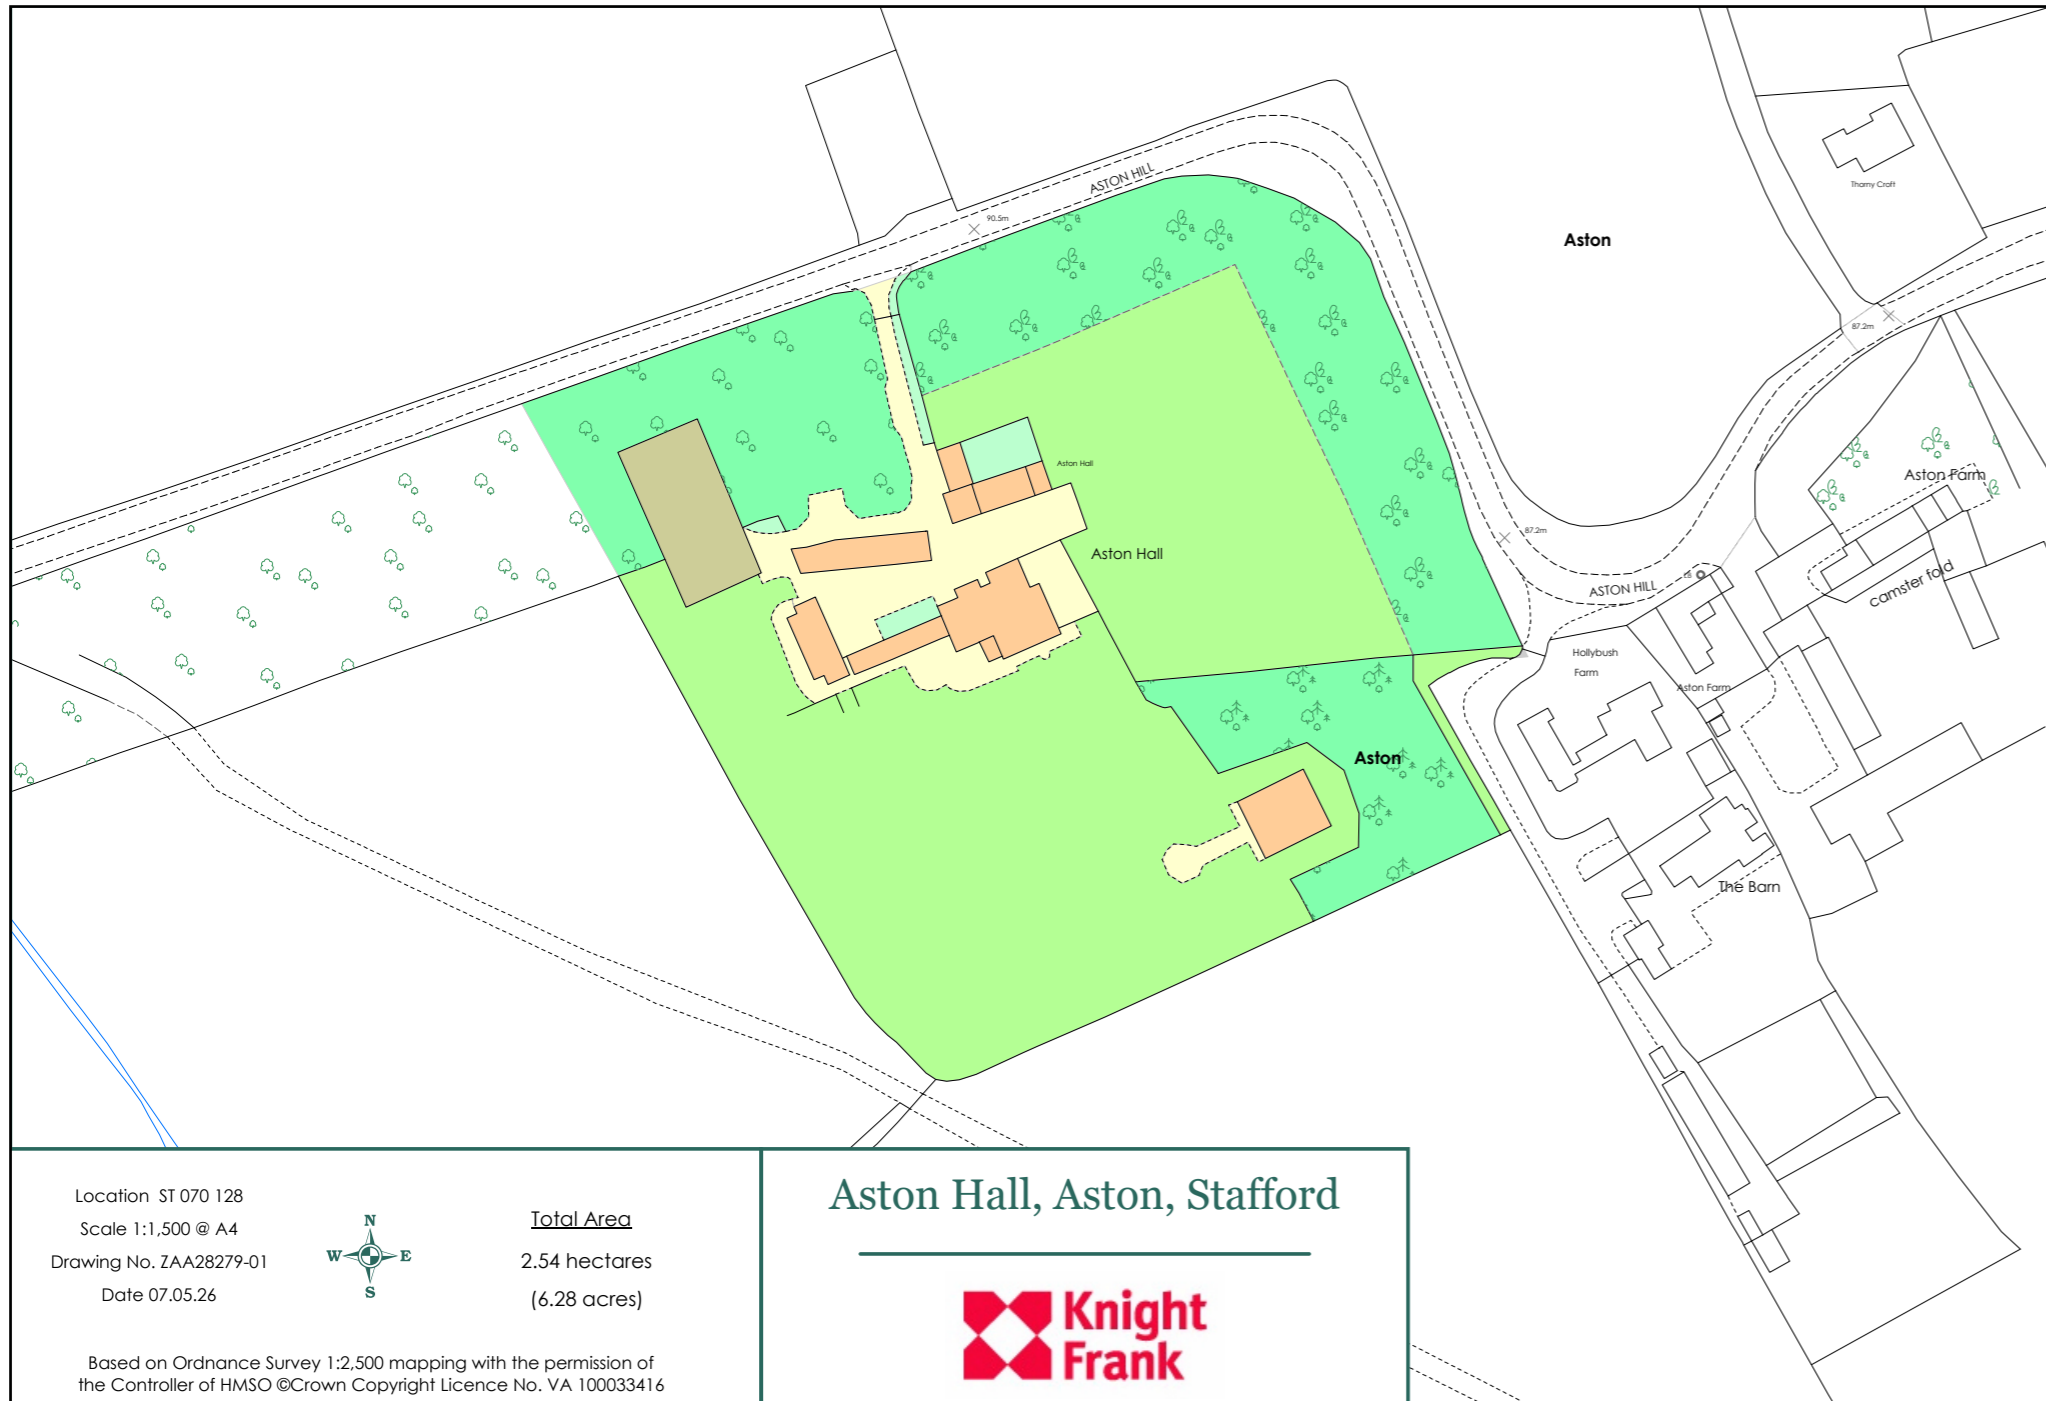 ASTON HILL
90.5m
Thorny Croft
Aston
87.2m
Aston Hall
Aston Farm
87.2m
Aston Hall
camster fold
LB
ASTON HILL
Hollybush
Farm
Aston Farm
Aston
The Barn
Location ST 070 128
Scale 1:1,500 @ A4
Drawing No. ZAA28279-01
Date 07.05.26
N
W E
S
Total Area
2.54 hectares
(6.28 acres)
Based on Ordnance Survey 1:2,500 mapping with the permission of
the Controller of HMSO ©Crown Copyright Licence No. VA 100033416
Aston Hall, Aston, Stafford
Knight
Frank